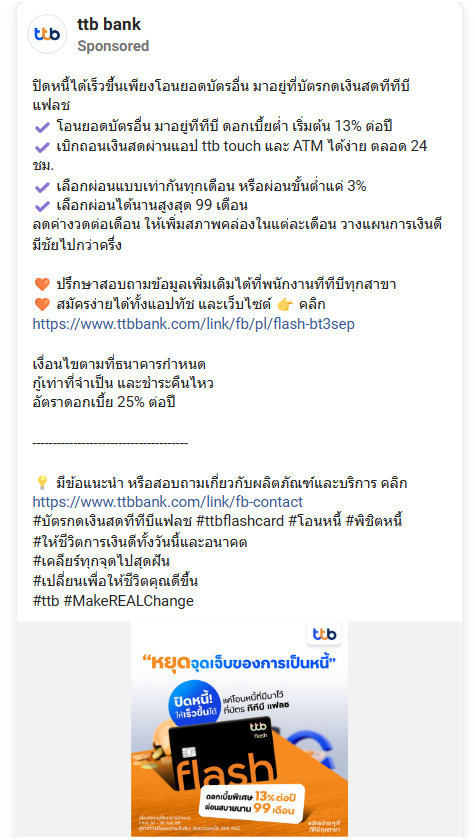 ttb bank
Sponsored
ttb
ปิดหนี้ได้เร็วขึ้นเพียงโอนยอดบัตรอื่น มาอยู่ที่บัตรกดเงินสดทีทีบี
แฟลช
✔ โอนยอดบัตรอื่น มาอยู่ทีทีบี ดอกเบี้ยต่ำ เริ่มต้น 13% ต่อปี
✔ เบิกถอนเงินสดผ่านแอป ttb touch และ ATM ได้ง่าย ตลอด 24
ชม.
✔ เลือกผ่อนแบบเท่ากันทุกเดือน หรือผ่อนขั้นต่ำแค่ 3%
✔ เลือกผ่อนได้นานสูงสุด 99 เดือน
ลดค่างวดต่อเดือน ให้เพิ่มสภาพคล่องในแต่ละเดือน วางแผนการเงินดี
มีชัยไปกว่าครึ่ง
🧡 ปรึกษาสอบถามข้อมูลเพิ่มเติมได้ที่พนักงานทีทีบีทุกสาขา
🧡 สมัครง่ายได้ทั้งแอปทัช และเว็บไซต์ 👉 คลิก
https://www.ttbbank.com/link/fb/pl/flash-bt3sep
เงื่อนไขตามที่ธนาคารกำหนด
กู้เท่าที่จำเป็น และชำระคืนไหว
อัตราดอกเบี้ย 25% ต่อปี
---------------------------------------
💡 มีข้อแนะนำ หรือสอบถามเกี่ยวกับผลิตภัณฑ์และบริการ คลิก
https://www.ttbbank.com/link/fb-contact
#บัตรกดเงินสดทีทีบีแฟลช #ttbflashcard #โอนหนี้ #พิชิตหนี้
#ให้ชีวิตการเงินดีทั้งวันนี้และอนาคต
#เคลียร์ทุกจุดไปสุดฝัน
#เปลี่ยนเพื่อให้ชีวิตคุณดีขึ้น
#ttb #MakeREALChange
ttb
“หยุดจุดเจ็บของการเป็นหนี้”
ปิดหนี้!
ให้เร็วขึ้นได้
แค่โอนหนี้ที่มีมาไว้
ที่บัตร ทีทีบี แฟลช
ttb
flash
flash
ดอกเบี้ยพิเศษ 13% ต่อปี
ผ่อนสบายนาน 99 เดือน
สมัครง่ายๆ ที่
ทีทีบี ทุกสาขา